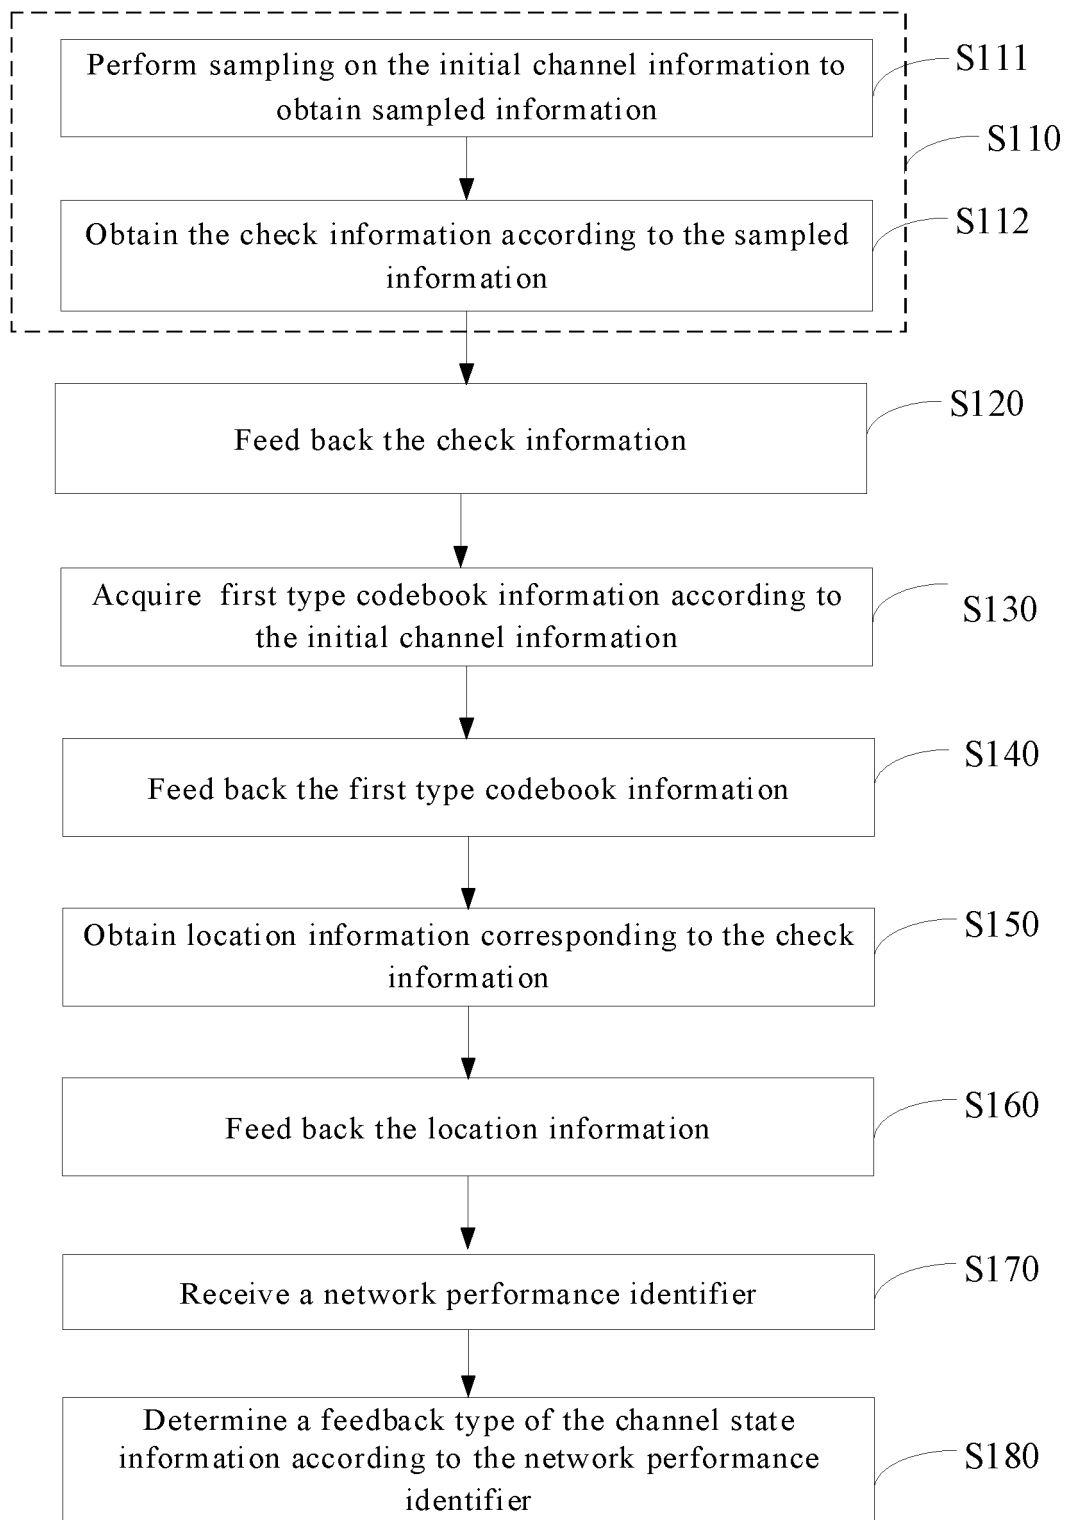 Perform sampling on the initial channel information to
obtain sampled information
S111
S110
Obtain the check information according to the sampled
information
S112
Feed back the check information
S120
Acquire first type codebook information according to
the initial channel information
S130
Feed back the first type codebook information
S140
Obtain location information corresponding to the check
information
S150
Feed back the location information
S160
Receive a network performance identifier
S170
Determine a feedback type of the channel state
information according to the network performance
identifier
S180